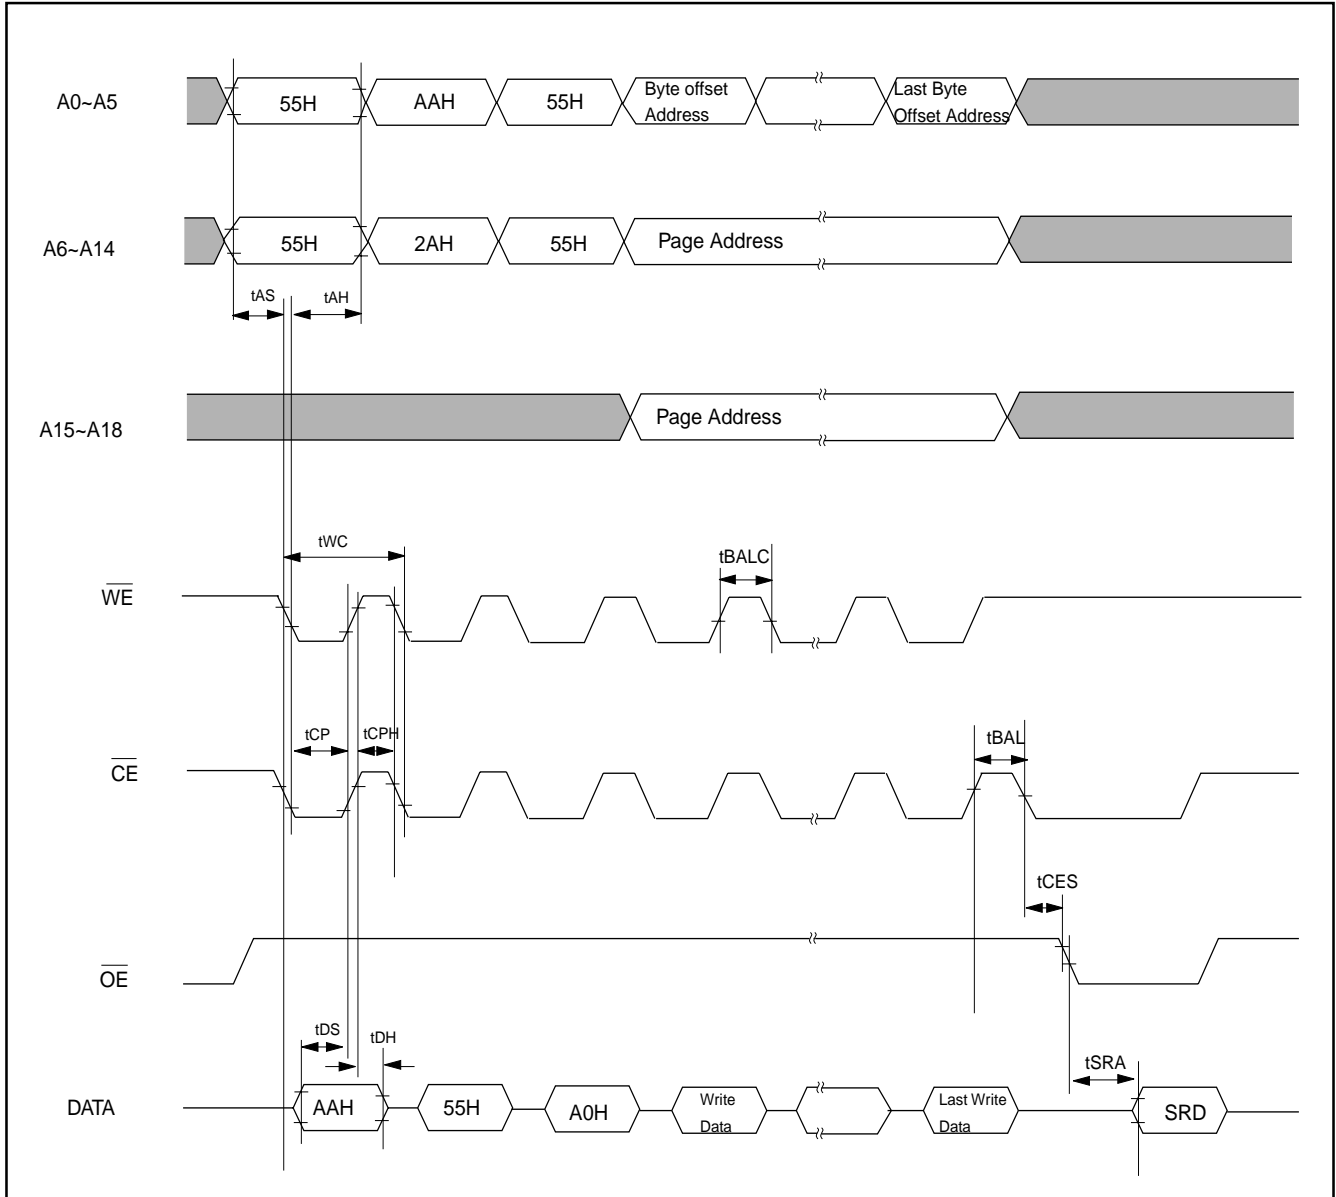 A0~A5
55H
AAH
55H
Byte offset
Address
Last Byte
Offset Address
A6~A14
55H
2AH
55H
Page Address
tAS
tAH
A15~A18
Page Address
tWC
tBALC
WE
tCP
tCPH
tBAL
CE
tCES
OE
tDS
tDH
tSRA
DATA
AAH
55H
A0H
Write
Data
Last Write
Data
SRD